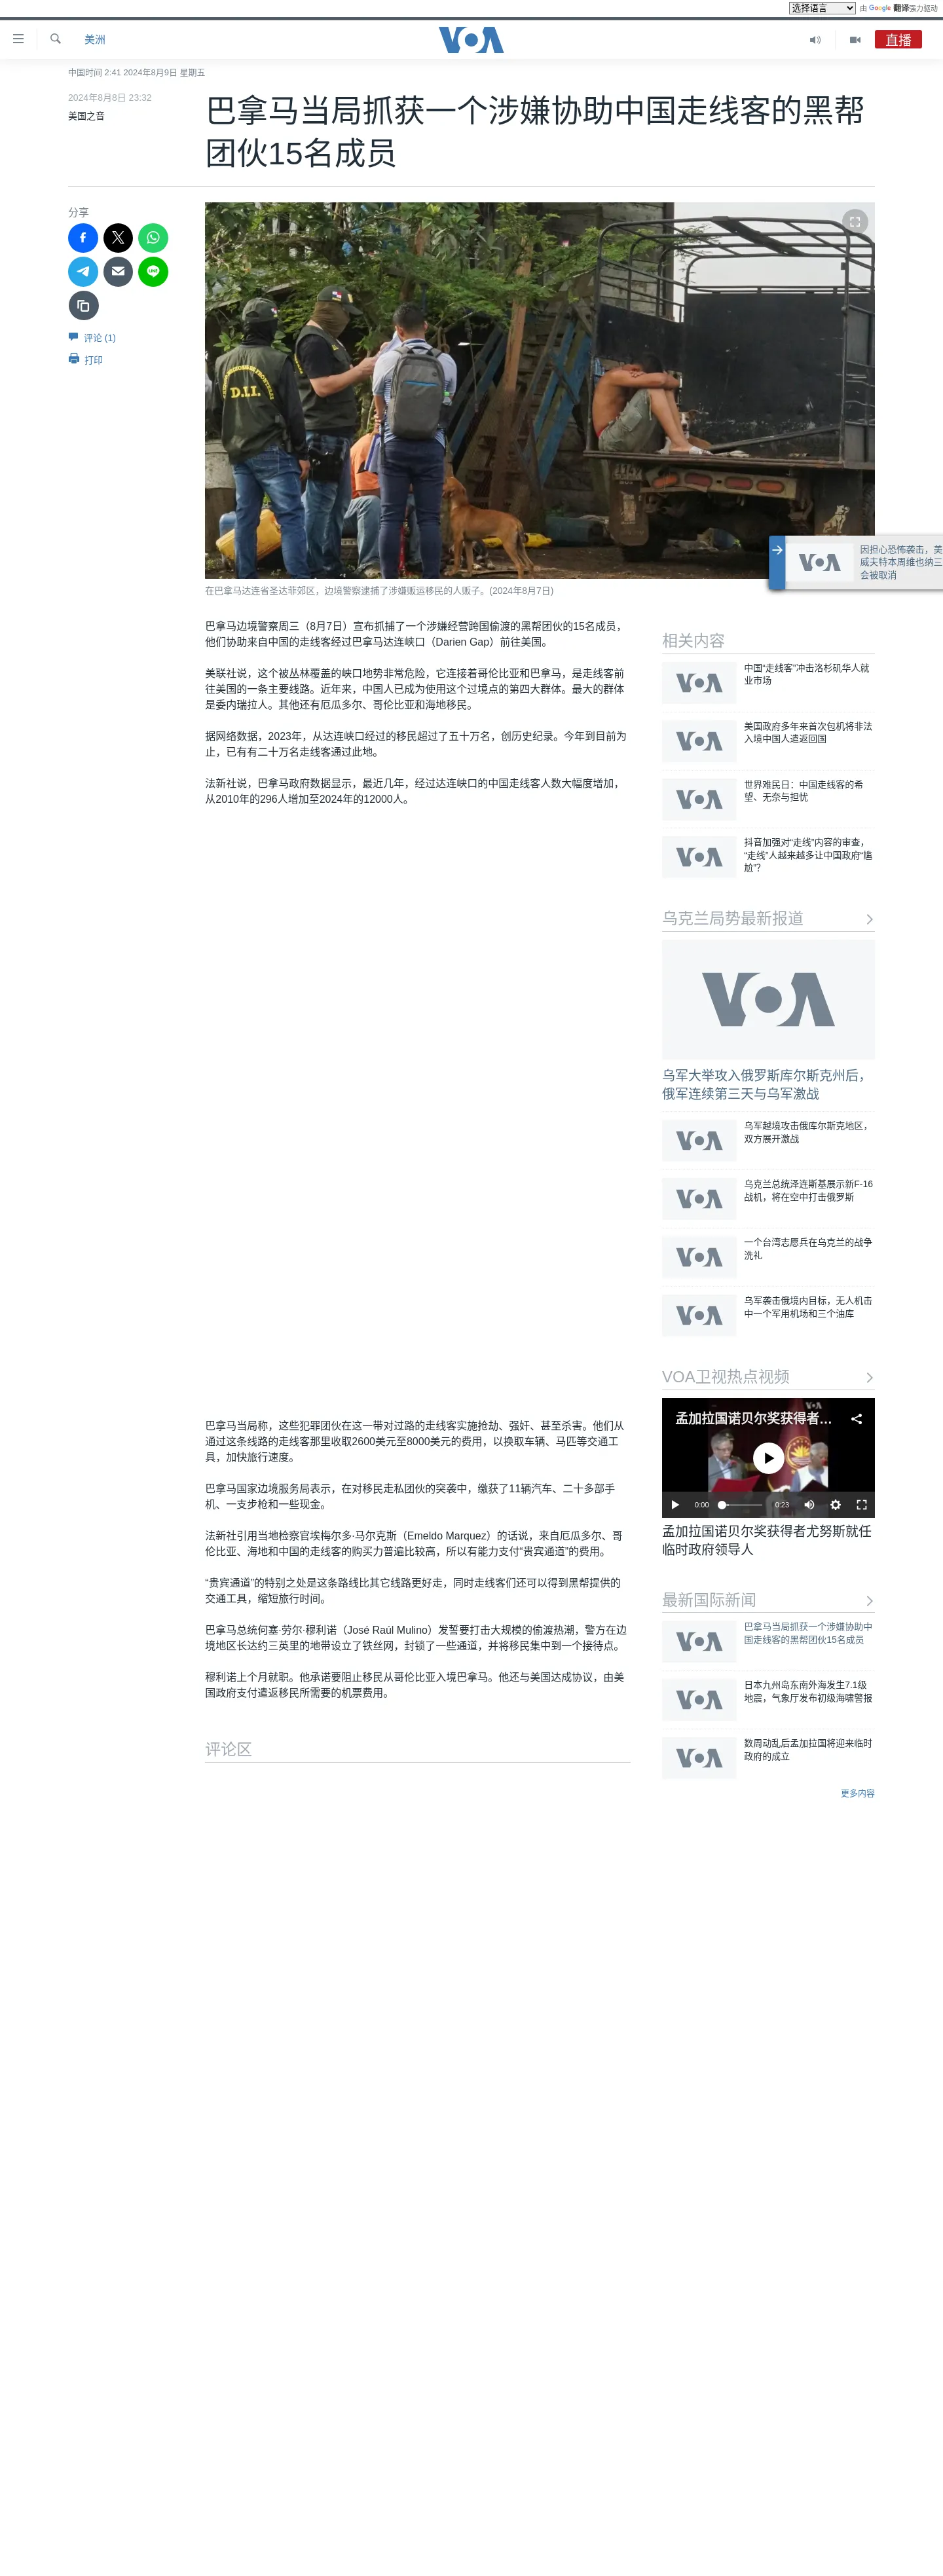 选择语言 由 Google 翻译强力驱动
美洲
VOA
直播
中国时间 2:41 2024年8月9日 星期五
2024年8月8日 23:32
美国之音
巴拿马当局抓获一个涉嫌协助中国走线客的黑帮
团伙15名成员
分享
评论 (1)
打印
D.I.I.
在巴拿马达连省圣达菲郊区，边境警察逮捕了涉嫌贩运移民的人贩子。(2024年8月7日)
因担心恐怖袭击，美
威夫特本周维也纳三
会被取消
VOA
巴拿马边境警察周三（8月7日）宣布抓捕了一个涉嫌经营跨国偷渡的黑帮团伙的15名成员，
他们协助来自中国的走线客经过巴拿马达连峡口（Darien Gap）前往美国。
美联社说，这个被丛林覆盖的峡口地势非常危险，它连接着哥伦比亚和巴拿马，是走线客前
往美国的一条主要线路。近年来，中国人已成为使用这个过境点的第四大群体。最大的群体
是委内瑞拉人。其他还有厄瓜多尔、哥伦比亚和海地移民。
据网络数据，2023年，从达连峡口经过的移民超过了五十万名，创历史纪录。今年到目前为
止，已有有二十万名走线客通过此地。
法新社说，巴拿马政府数据显示，最近几年，经过达连峡口的中国走线客人数大幅度增加，
从2010年的296人增加至2024年的12000人。
巴拿马当局称，这些犯罪团伙在这一带对过路的走线客实施抢劫、强奸、甚至杀害。他们从
通过这条线路的走线客那里收取2600美元至8000美元的费用，以换取车辆、马匹等交通工
具，加快旅行速度。
巴拿马国家边境服务局表示，在对移民走私团伙的突袭中，缴获了11辆汽车、二十多部手
机、一支步枪和一些现金。
法新社引用当地检察官埃梅尔多·马尔克斯（Emeldo Marquez）的话说，来自厄瓜多尔、哥
伦比亚、海地和中国的走线客的购买力普遍比较高，所以有能力支付“贵宾通道”的费用。
“贵宾通道”的特别之处是这条路线比其它线路更好走，同时走线客们还可以得到黑帮提供的
交通工具，缩短旅行时间。
巴拿马总统何塞·劳尔·穆利诺（José Raúl Mulino）发誓要打击大规模的偷渡热潮，警方在边
境地区长达约三英里的地带设立了铁丝网，封锁了一些通道，并将移民集中到一个接待点。
穆利诺上个月就职。他承诺要阻止移民从哥伦比亚入境巴拿马。他还与美国达成协议，由美
国政府支付遣返移民所需要的机票费用。
评论区
相关内容
VOA
中国“走线客”冲击洛杉矶华人就
业市场
VOA
美国政府多年来首次包机将非法
入境中国人遣返回国
VOA
世界难民日：中国走线客的希
望、无奈与担忧
VOA
抖音加强对“走线”内容的审查，
“走线”人越来越多让中国政府“尴
尬”？
乌克兰局势最新报道
VOA
乌军大举攻入俄罗斯库尔斯克州后，
俄军连续第三天与乌军激战
VOA
乌军越境攻击俄库尔斯克地区，
双方展开激战
VOA
乌克兰总统泽连斯基展示新F-16
战机，将在空中打击俄罗斯
VOA
一个台湾志愿兵在乌克兰的战争
洗礼
VOA
乌军袭击俄境内目标，无人机击
中一个军用机场和三个油库
VOA卫视热点视频
孟加拉国诺贝尔奖获得者...
VOA
0:00 0:23
孟加拉国诺贝尔奖获得者尤努斯就任
临时政府领导人
最新国际新闻
VOA
巴拿马当局抓获一个涉嫌协助中
国走线客的黑帮团伙15名成员
VOA
日本九州岛东南外海发生7.1级
地震，气象厅发布初级海啸警报
VOA
数周动乱后孟加拉国将迎来临时
政府的成立
更多内容